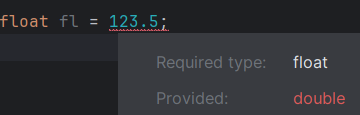 float fl = 123.5;
Required type: float
Provided: double